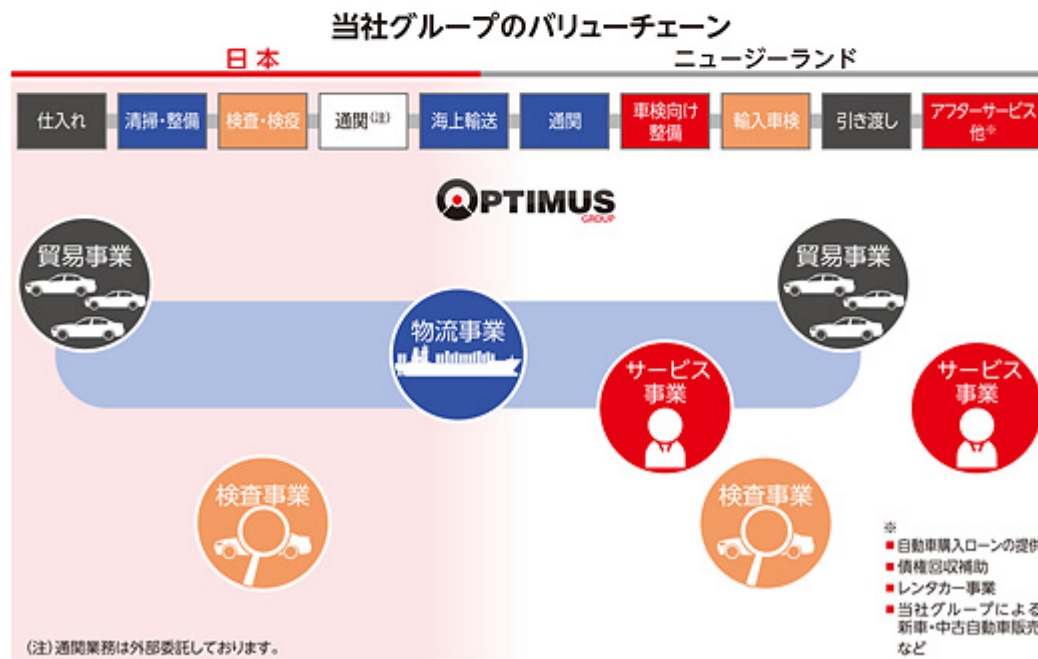 当社グループのバリューチェーン
日本
ニュージーランド
仕入れ
清掃・整備
検査・検疫
通関(注)
海上輸送
通関
車検向け
整備
輸入車検
引き渡し
アフターサービス
他※
OPTIMUS
GROUP
貿易事業
貿易事業
物流事業
サービス
事業
サービス
事業
検査事業
検査事業
※
■自動車購入ローンの提供
■債権回収補助
■レンタカー事業
■当社グループによる
新車・中古自動車販売
など
(注)通関業務は外部委託しております。